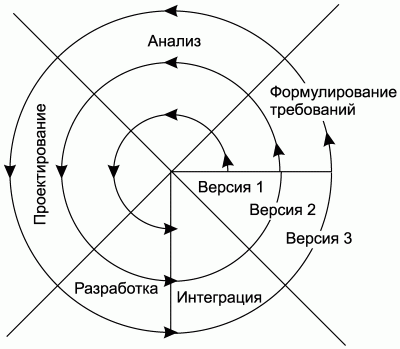 Анализ
Формулирование
требований
Проектирование
Версия 1
Версия 2
Версия 3
Разработка
Интеграция